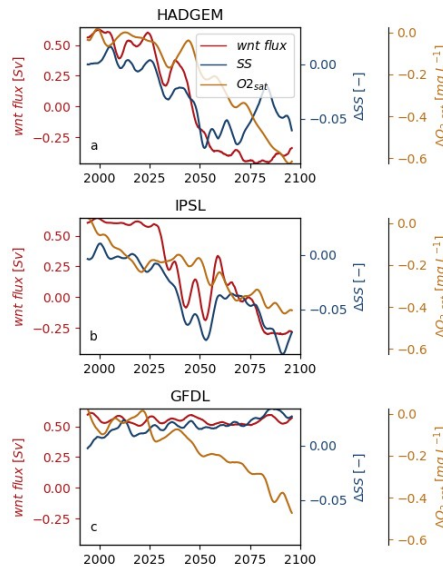 HADGEM
wnt flux [Sv]
0.50
0.25
0.00
−0.25
a
wnt flux
SS
O2sat
0.00
−0.05
ΔSS [−]
0.0
−0.2
−0.4
−0.6
2000 2025 2050 2075 2100
IPSL
wnt flux [Sv]
0.50
0.25
0.00
−0.25
b
0.00
−0.05
ΔSS [−]
0.0
−0.2
−0.4
−0.6
2000 2025 2050 2075 2100
GFDL
wnt flux [Sv]
0.50
0.25
0.00
−0.25
c
0.00
−0.05
ΔSS [−]
0.0
−0.2
−0.4
−0.6
2000 2025 2050 2075 2100